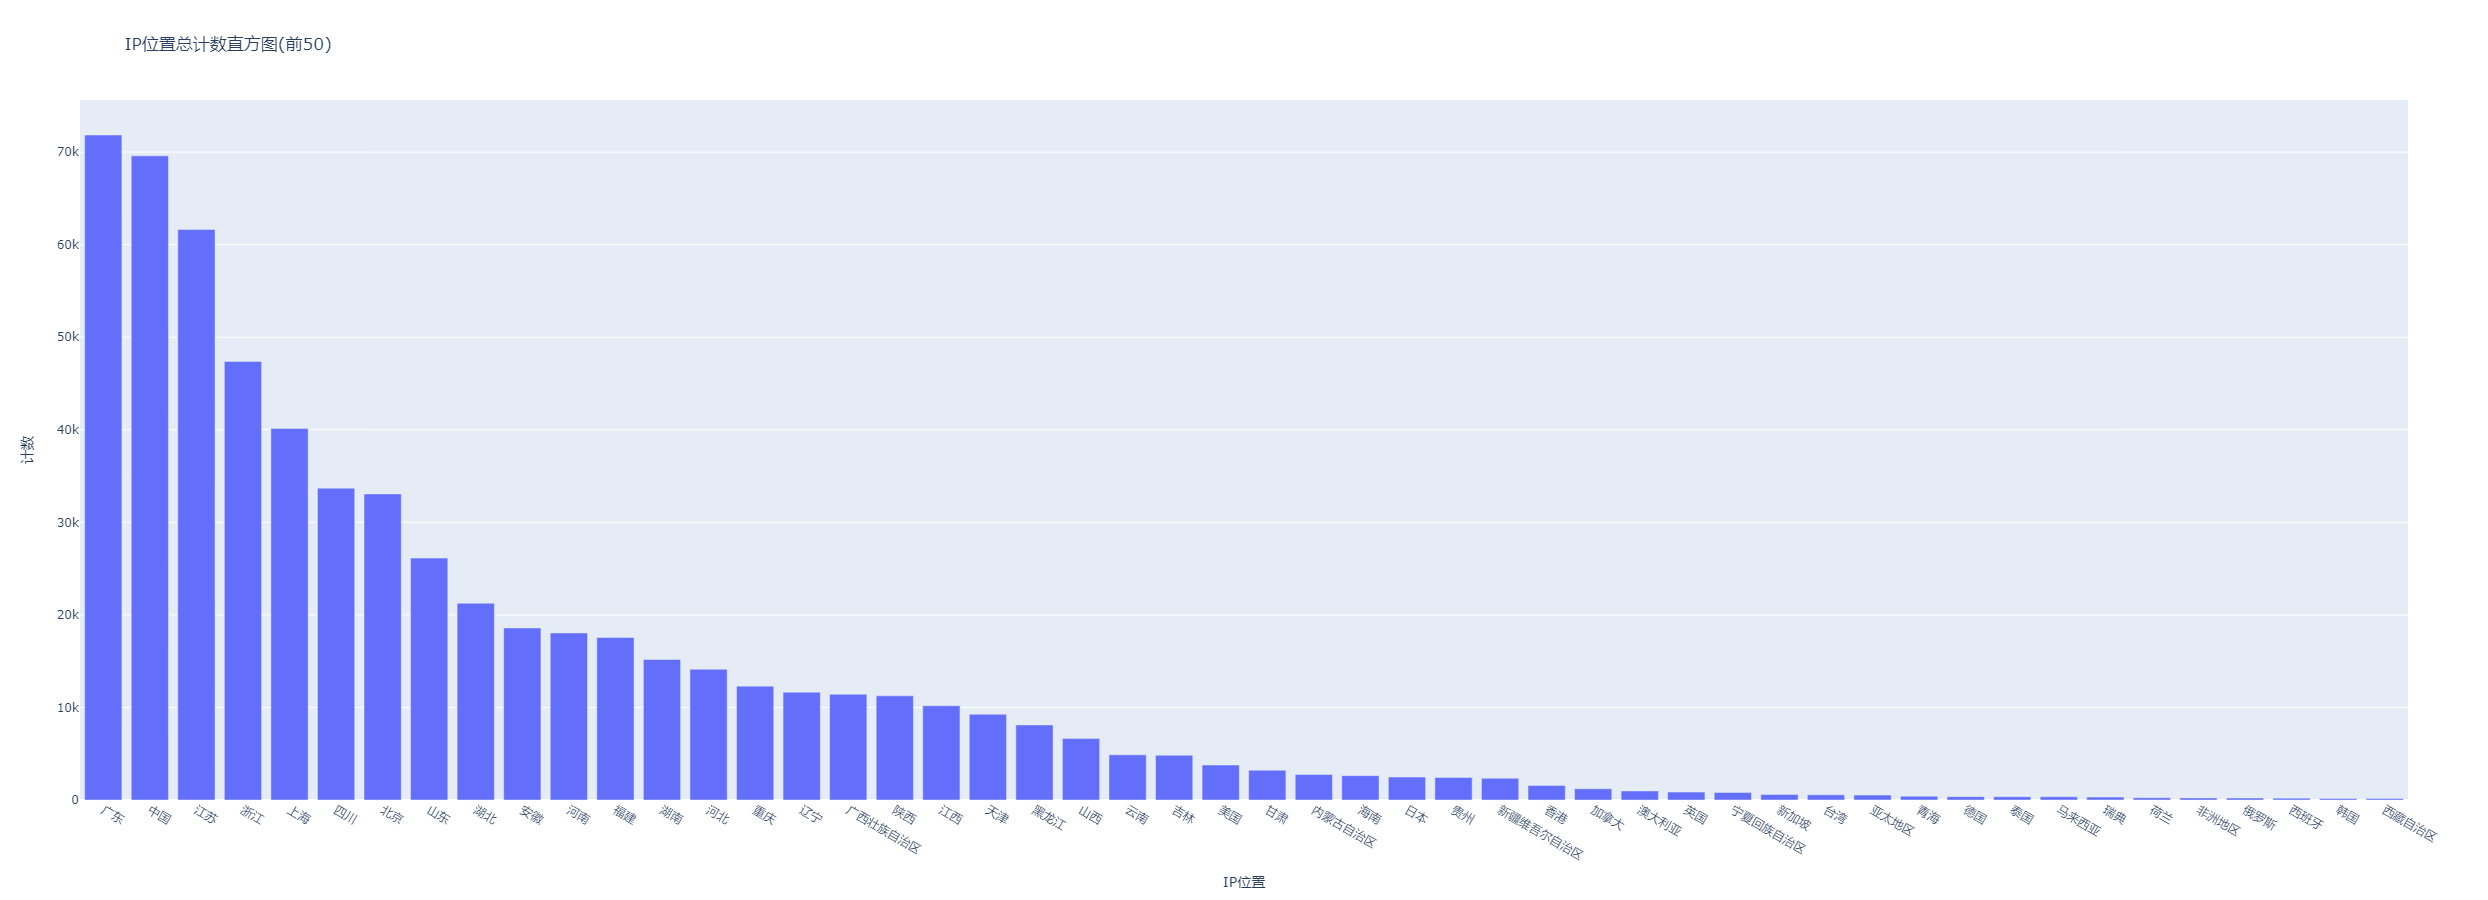 IP位置总计数直方图(前50)
70k
60k
50k
40k
30k
20k
10k
0
计数
广东
中国
江苏
浙江
上海
四川
北京
山东
湖北
安徽
河南
福建
湖南
河北
重庆
辽宁
广西壮族自治区
陕西
江西
天津
黑龙江
山西
云南
吉林
美国
甘肃
内蒙古自治区
海南
日本
贵州
新疆维吾尔自治区
香港
加拿大
澳大利亚
英国
宁夏回族自治区
新加坡
台湾
亚太地区
青海
德国
泰国
马来西亚
瑞典
荷兰
非洲地区
俄罗斯
西班牙
韩国
西藏自治区
IP位置